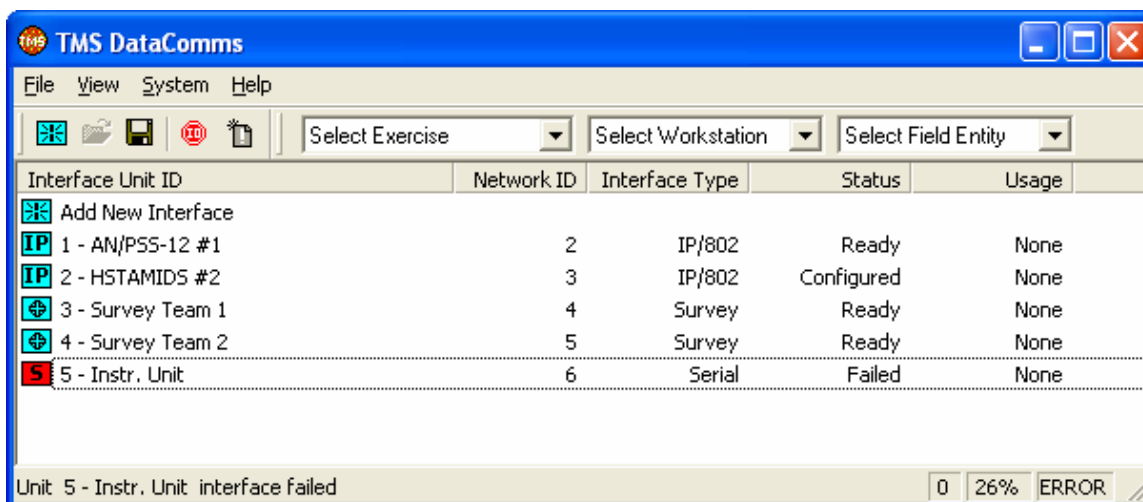 TMS TMS DataComms
File View System Help
ID Select Exercise Select Workstation Select Field Entity
Interface Unit ID Network ID Interface Type Status Usage
Add New Interface
IP 1 - AN/PSS-12 #1 2 IP/802 Ready None
IP 2 - HSTAMIDS #2 3 IP/802 Configured None
3 - Survey Team 1 4 Survey Ready None
4 - Survey Team 2 5 Survey Ready None
S 5 - Instr. Unit 6 Serial Failed None
Unit 5 - Instr. Unit interface failed 0 26% ERROR